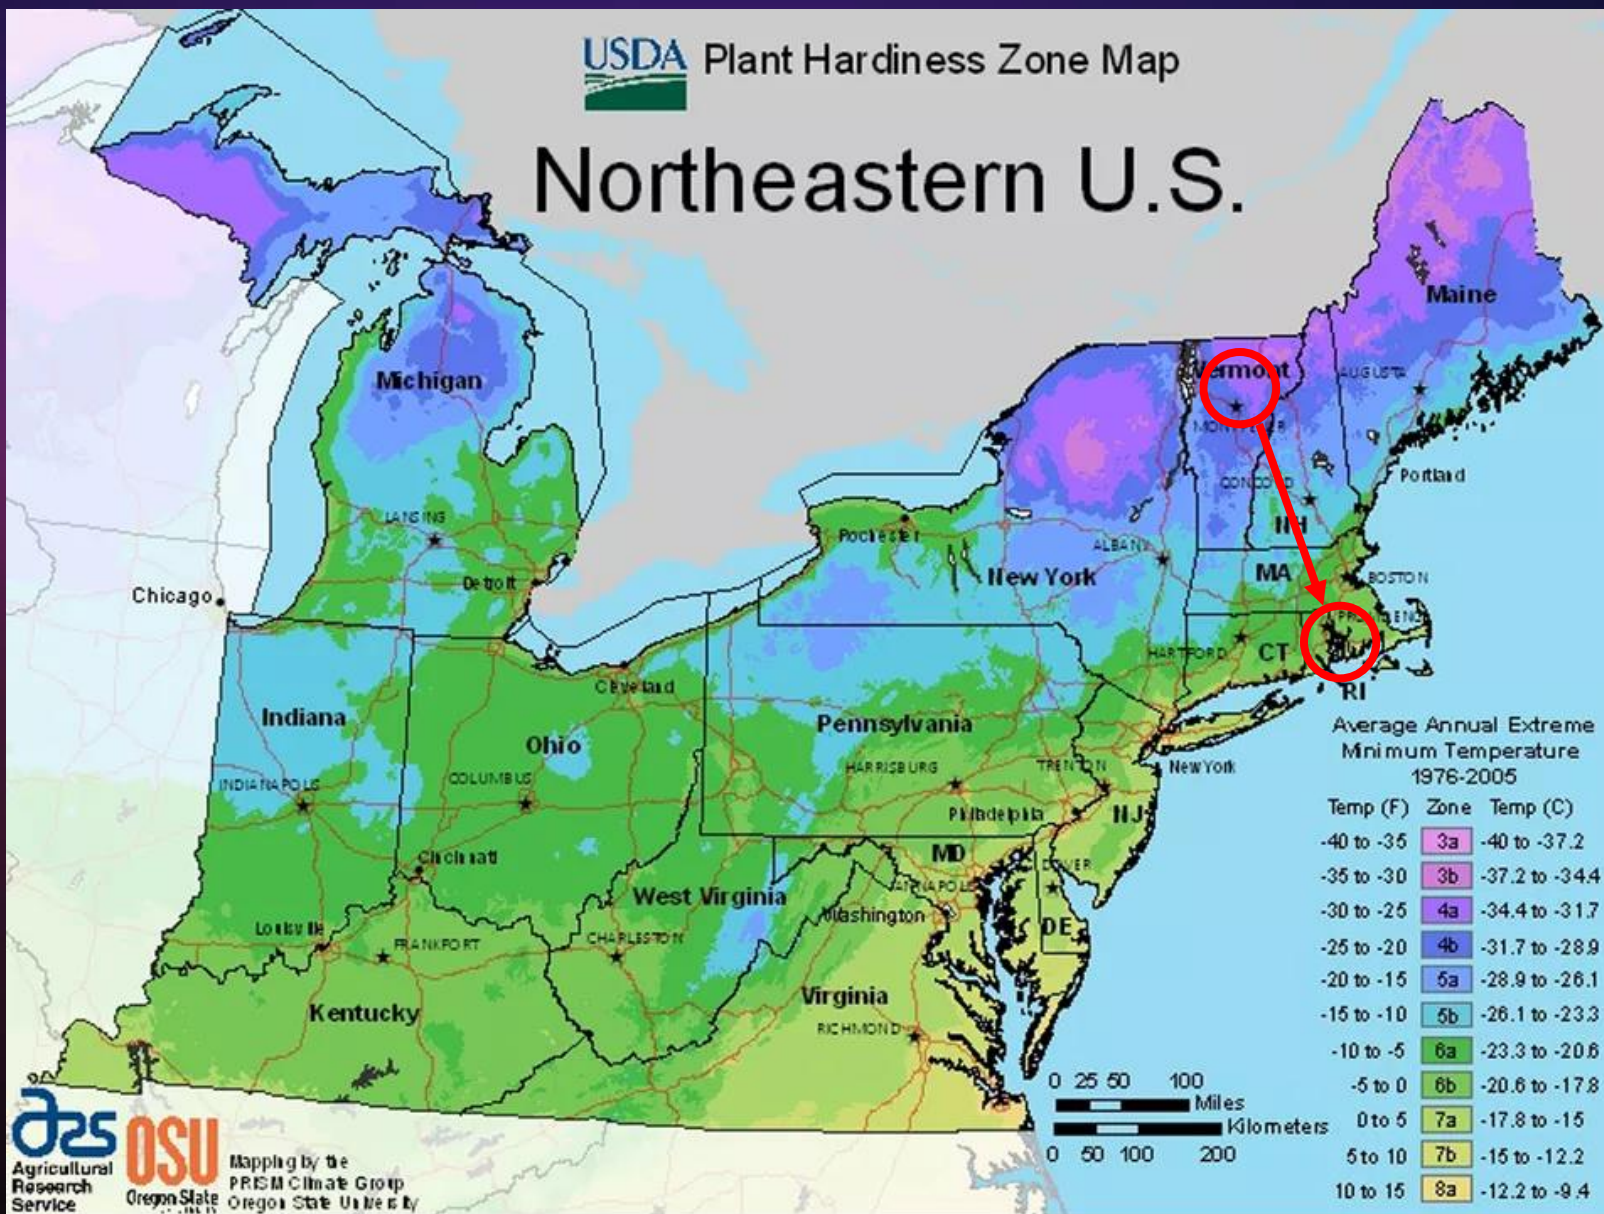 USDA Plant Hardiness Zone Map
Northeastern U.S.
Maine
Vermont
Michigan
AUGUSTA
Portland
CONCORD
NH
LANSING
Rochester
ALBANY
Detroit
New York
MA
BOSTON
Chicago
HARTFORD
CT
RI
Cleveland
Indiana
Ohio
Pennsylvania
INDIANAPOLIS
COLUMBUS
HARRISBURG
TRENTON
New York
Philadelphia
NJ
Cincinnati
MD
DOVER
West Virginia
ANNAPOLIS
Washington
DE
Louisville
FRANKFORT
CHARLESTON
Kentucky
Virginia
RICHMOND
Average Annual Extreme
Minimum Temperature
1976-2005
Temp (F) Zone Temp (C)
-40 to -35 3a -40 to -37.2
-35 to -30 3b -37.2 to -34.4
-30 to -25 4a -34.4 to -31.7
-25 to -20 4b -31.7 to -28.9
-20 to -15 5a -28.9 to -26.1
-15 to -10 5b -26.1 to -23.3
-10 to -5 6a -23.3 to -20.6
-5 to 0 6b -20.6 to -17.8
0 to 5 7a -17.8 to -15
5 to 10 7b -15 to -12.2
10 to 15 8a -12.2 to -9.4
0 25 50 100
Miles
Kilometers
0 50 100 200
ars
Agricultural
Research
Service
OSU
Oregon State
Mapping by the
PRISM Climate Group
Oregon State University